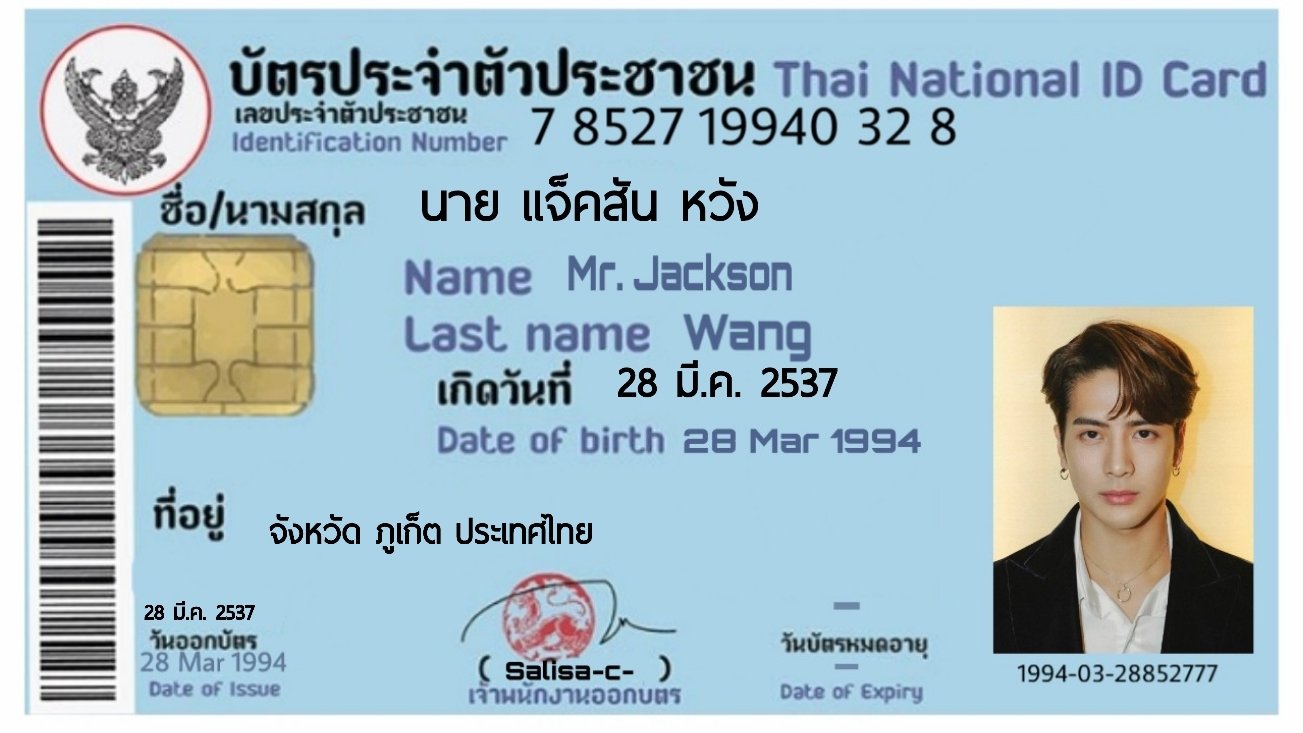 บัตรประจำตัวประชาชน Thai National ID Card
เลขประจำตัวประชาชน
Identification Number 7 8527 19940 32 8
ชื่อ/นามสกุล นาย แจ็คสัน หวัง
Name Mr. Jackson
Last name Wang
เกิดวันที่ 28 มี.ค. 2537
Date of birth 28 Mar 1994
ที่อยู่ จังหวัด ภูเก็ต ประเทศไทย
28 มี.ค. 2537
วันออกบัตร
28 Mar 1994
Date of Issue
( Salisa-c- )
เจ้าพนักงานออกบตร
–
วันบัตรหมดอายุ
–
Date of Expiry
1994-03-28852777